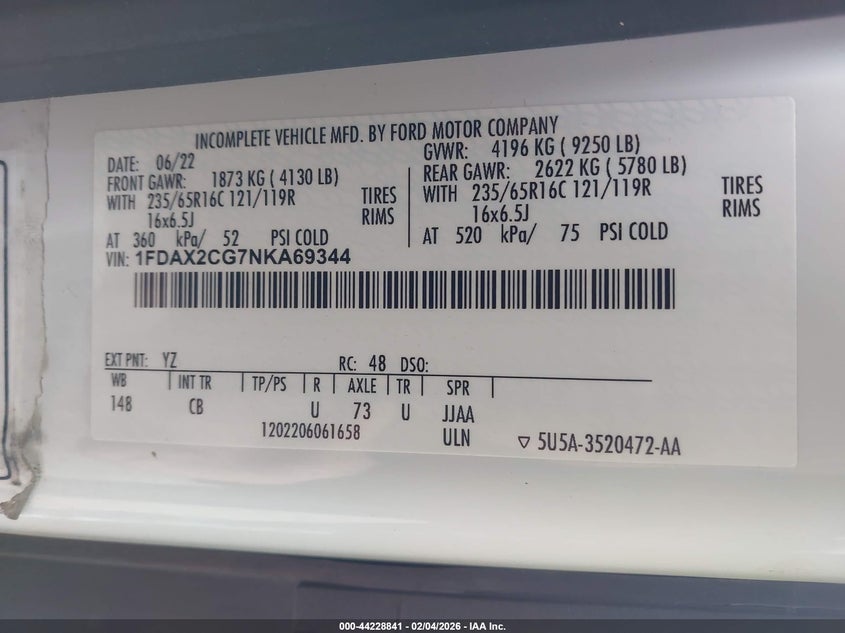 INCOMPLETE VEHICLE MFD. BY FORD MOTOR COMPANY
DATE: 06/22
GVWR: 4196 KG ( 9250 LB)
FRONT GAWR: 1873 KG ( 4130 LB)
REAR GAWR: 2622 KG ( 5780 LB)
WITH 235/65R16C 121/119R TIRES
WITH 235/65R16C 121/119R TIRES
16x6.5J RIMS
16x6.5J RIMS
AT 360 kPa/ 52 PSI COLD
AT 520 kPa/ 75 PSI COLD
VIN: 1FDAX2CG7NKA69344
EXT PNT: YZ RC: 48 DSO:
WB INT TR TP/PS R AXLE TR SPR
148 CB U 73 U JJAA
1202206061658 ULN ▽ 5U5A-3520472-AA
000-44228841 - 02/04/2026 - IAA Inc.